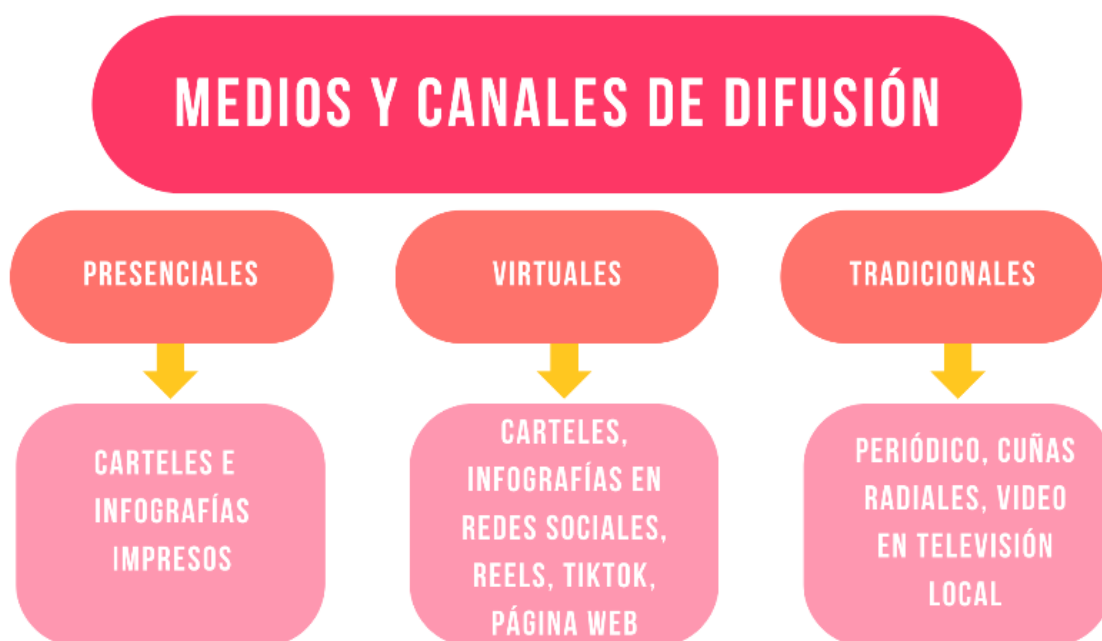 MEDIOS Y CANALES DE DIFUSIÓN
PRESENCIALES
VIRTUALES
TRADICIONALES
CARTELES E
INFOGRAFÍAS
IMPRESOS
CARTELES,
INFOGRAFÍAS EN
REDES SOCIALES,
REELS, TIKTOK,
PÁGINA WEB
PERIÓDICO, CUÑAS
RADIALES, VIDEO
EN TELEVISIÓN
LOCAL